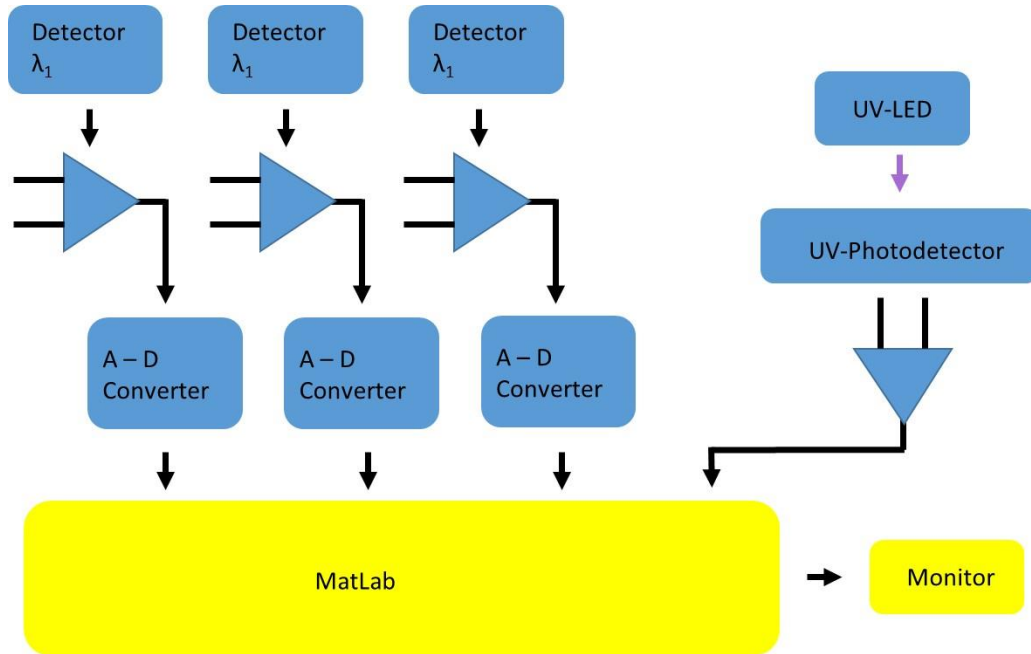 Detector
λ₁
Detector
λ₁
Detector
λ₁
UV-LED
UV-Photodetector
A – D
Converter
A – D
Converter
A – D
Converter
MatLab
Monitor